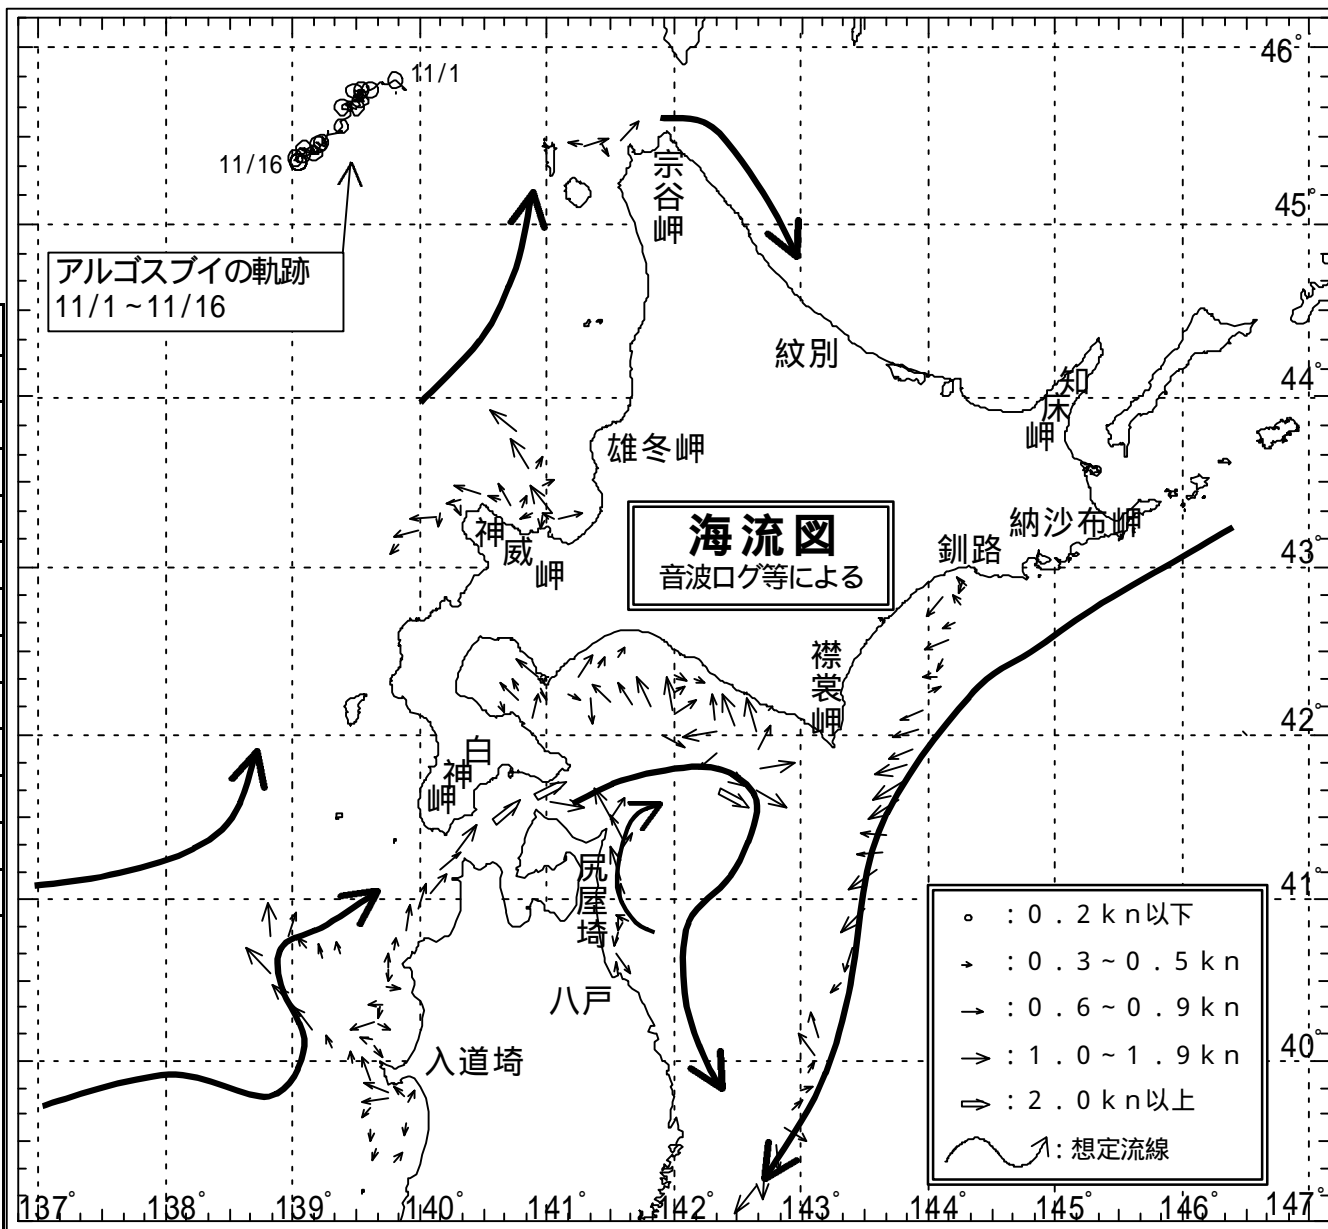 11/1
11/16
46°
宗谷岬
45°
アルゴスブイの軌跡
11/1~11/16
紋別
44°
知床岬
雄冬岬
海流図
音波ログ等による
納沙布岬
釧路
神威岬
43°
襟裳岬
42°
白神岬
尻屋埼
41°
八戸
入道埼
40°
:0.2kn以下
:0.3~0.5kn
:0.6~0.9kn
:1.0~1.9kn
:2.0kn以上
:想定流線
137° 138° 139° 140° 141° 142° 143° 144° 145° 146° 147°